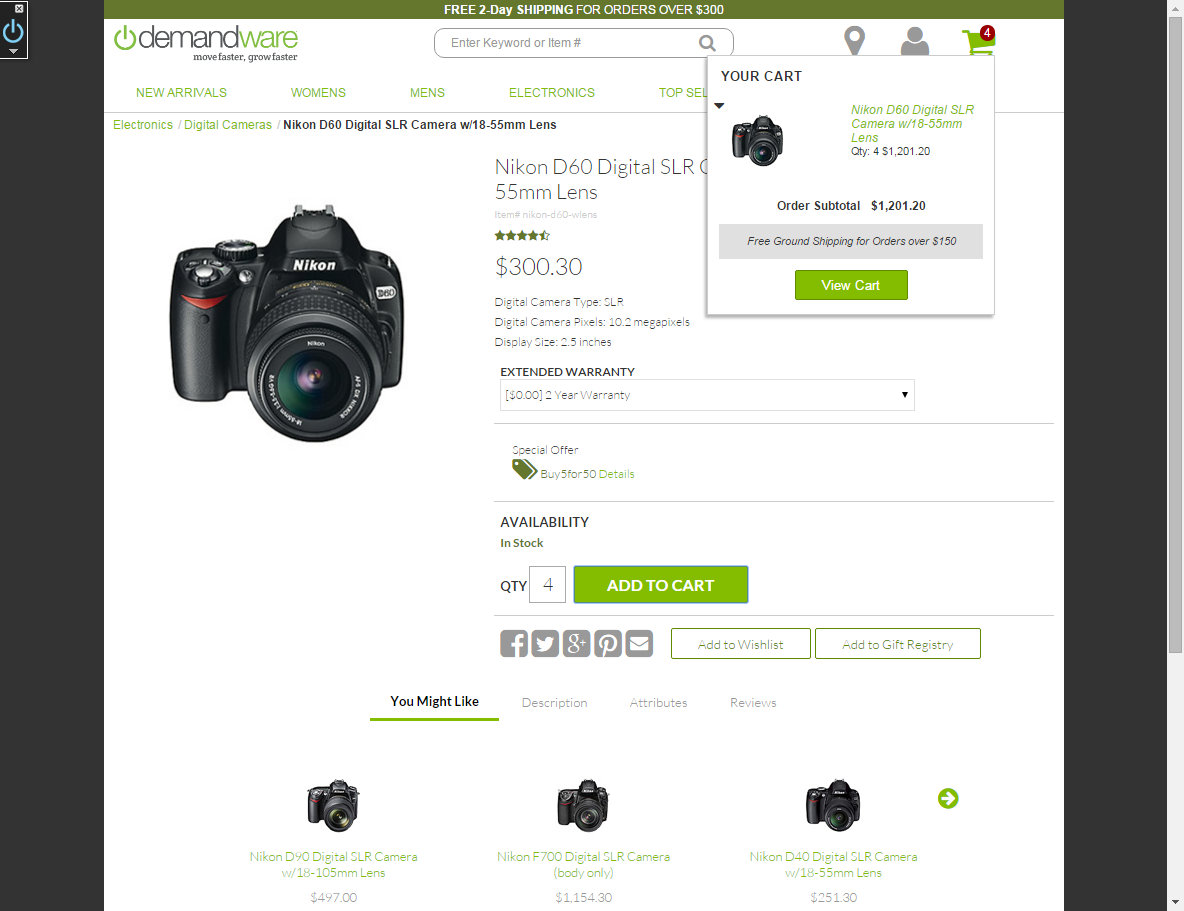 FREE 2-Day SHIPPING FOR ORDERS OVER $300
demandware
move faster, grow faster
Enter Keyword or Item #
4
NEW ARRIVALS
WOMENS
MENS
ELECTRONICS
TOP SEL
YOUR CART
Nikon D60 Digital SLR
Camera w/18-55mm
Lens
Qty: 4 $1,201.20
Order Subtotal $1,201.20
Free Ground Shipping for Orders over $150
View Cart
Electronics / Digital Cameras / Nikon D60 Digital SLR Camera w/18-55mm Lens
Nikon
D60
Nikon
Nikon D60 Digital SLR
55mm Lens
Item# nikon-d60-wlens
$300.30
Digital Camera Type: SLR
Digital Camera Pixels: 10.2 megapixels
Display Size: 2.5 inches
EXTENDED WARRANTY
[$0.00] 2 Year Warranty
Special Offer
Buy5for50 Details
AVAILABILITY
In Stock
QTY 4 ADD TO CART
Add to Wishlist
Add to Gift Registry
You Might Like
Description
Attributes
Reviews
Nikon D90 Digital SLR Camera
w/18-105mm Lens
$497.00
Nikon F700 Digital SLR Camera
(body only)
$1,154.30
Nikon D40 Digital SLR Camera
w/18-55mm Lens
$251.30